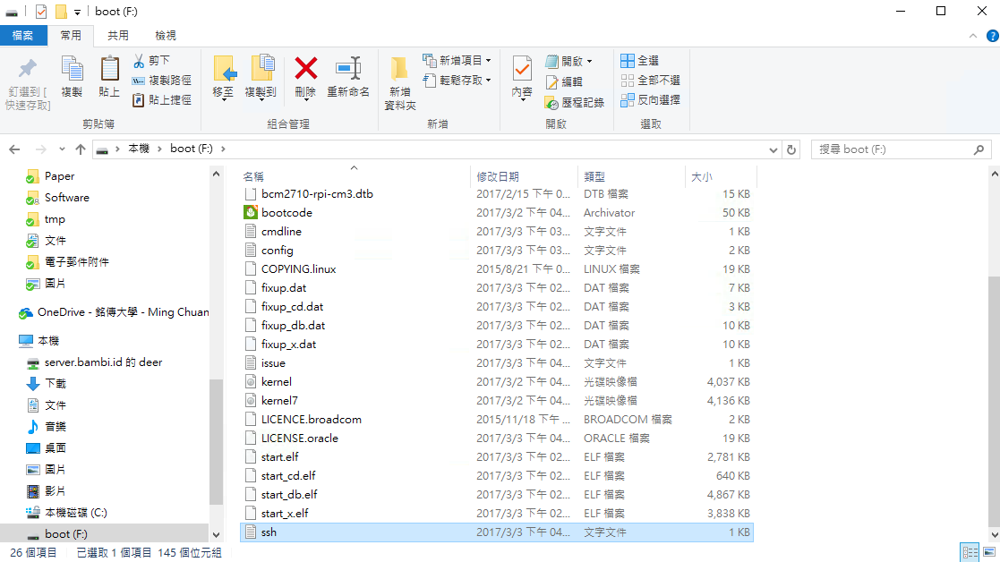 boot (F:)
檔案 常用 共用 檢視
釘選到 [快速存取]
複製
貼上
剪下
複製路徑
貼上捷徑
剪貼簿
移至
複製到
刪除
重新命名
組合管理
新增資料夾
新增項目
輕鬆存取
新增
內容
開啟
編輯
歷程記錄
開啟
全選
全部不選
反向選擇
選取
本機 boot (F:)
搜尋 boot (F:)
Paper
Software
tmp
文件
電子郵件附件
圖片
OneDrive - 銘傳大學 - Ming Chuan
本機
server.bambi.id 的 deer
下載
文件
音樂
桌面
圖片
影片
本機磁碟 (C:)
boot (F:)
名稱 修改日期 類型 大小
bcm2710-rpi-cm3.dtb 2017/2/15 下午 0... DTB 檔案 15 KB
bootcode 2017/3/2 下午 04... Archivator 50 KB
cmdline 2017/3/3 下午 03... 文字文件 1 KB
config 2017/3/3 下午 03... 文字文件 2 KB
COPYING.linux 2015/8/21 下午 0... LINUX 檔案 19 KB
fixup.dat 2017/3/3 下午 02... DAT 檔案 7 KB
fixup_cd.dat 2017/3/3 下午 02... DAT 檔案 3 KB
fixup_db.dat 2017/3/3 下午 02... DAT 檔案 10 KB
fixup_x.dat 2017/3/3 下午 02... DAT 檔案 10 KB
issue 2017/3/3 下午 04... 文字文件 1 KB
kernel 2017/3/2 下午 04... 光碟映像檔 4,037 KB
kernel7 2017/3/2 下午 04... 光碟映像檔 4,136 KB
LICENCE.broadcom 2015/11/18 下午 ... BROADCOM 檔案 2 KB
LICENSE.oracle 2017/3/3 下午 04... ORACLE 檔案 19 KB
start.elf 2017/3/3 下午 02... ELF 檔案 2,781 KB
start_cd.elf 2017/3/3 下午 02... ELF 檔案 640 KB
start_db.elf 2017/3/3 下午 02... ELF 檔案 4,867 KB
start_x.elf 2017/3/3 下午 02... ELF 檔案 3,838 KB
ssh 2017/3/3 下午 04... 文字文件 1 KB
26 個項目 已選取 1 個項目 145 個位元組